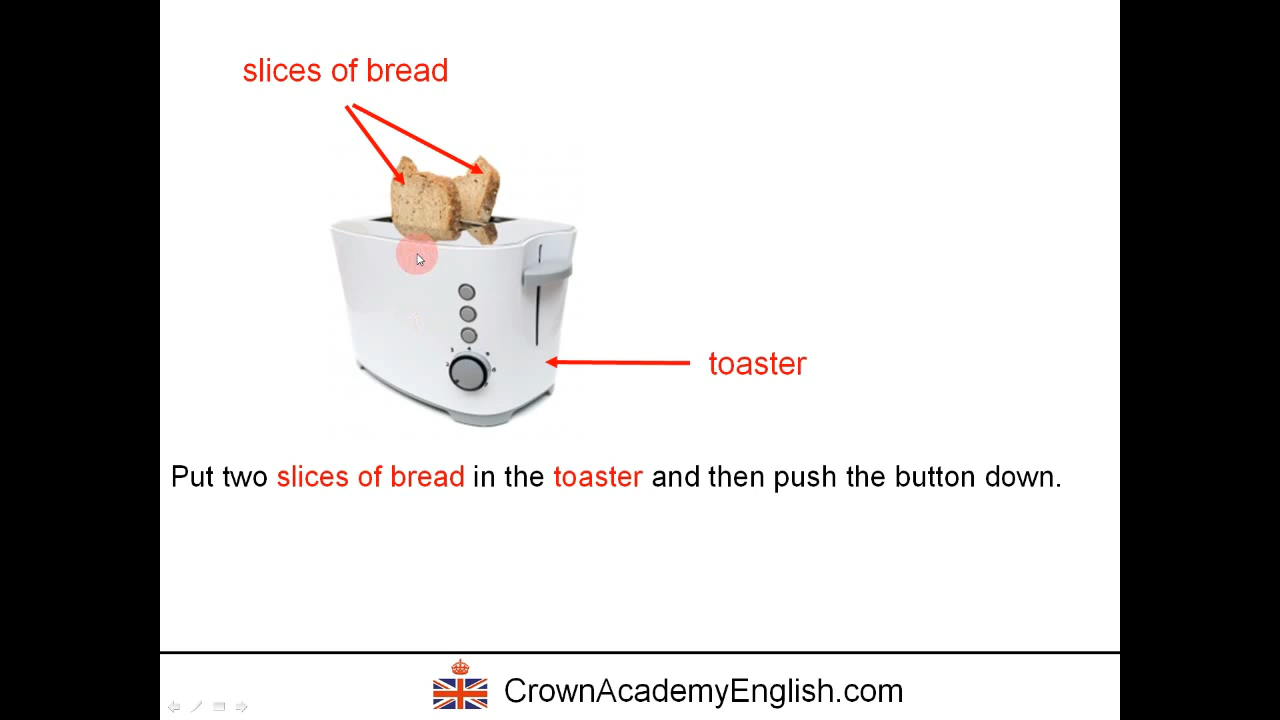 slices of bread
toaster
Put two slices of bread in the toaster and then push the button down.
CrownAcademyEnglish.com